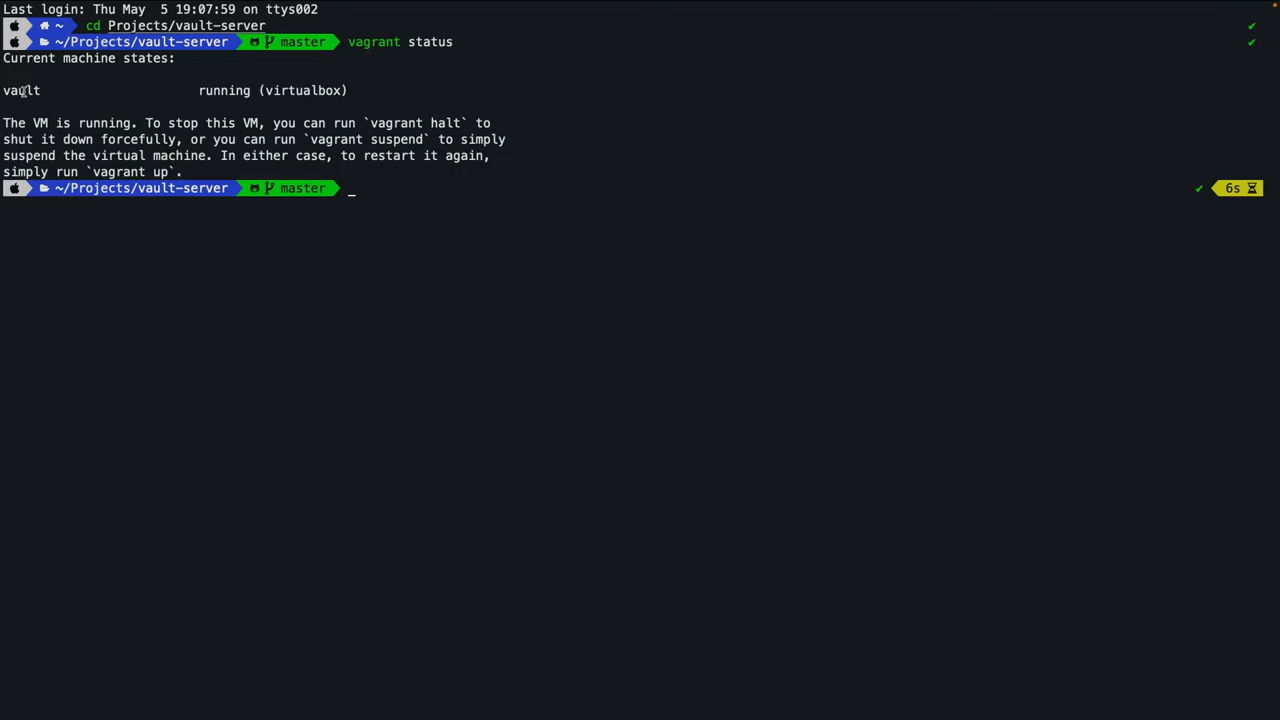 Last login: Thu May  5 19:07:59 on ttys002
~ cd Projects/vault-server ✔
~/Projects/vault-server master vagrant status ✔
Current machine states:
vault running (virtualbox)
The VM is running. To stop this VM, you can run `vagrant halt` to
shut it down forcefully, or you can run `vagrant suspend` to simply
suspend the virtual machine. In either case, to restart it again,
simply run `vagrant up`.
~/Projects/vault-server master _ ✔ 6s